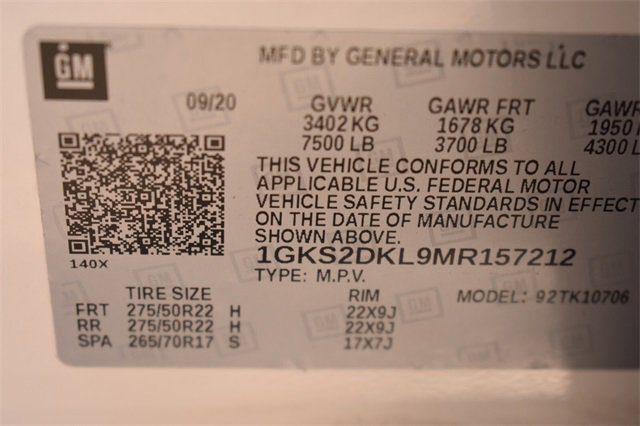 GM
MFD BY GENERAL MOTORS LLC
09/20 GVWR GAWR FRT GAWR
3402 KG 1678 KG 1950
7500 LB 3700 LB 4300 L
THIS VEHICLE CONFORMS TO ALL
APPLICABLE U.S. FEDERAL MOTOR
VEHICLE SAFETY STANDARDS IN EFFECT
ON THE DATE OF MANUFACTURE
SHOWN ABOVE.
140X
1GKS2DKL9MR157212
TYPE: M.P.V.
TIRE SIZE RIM MODEL: 92TK10706
FRT 275/50R22 H 22X9J
RR 275/50R22 H 22X9J
SPA 265/70R17 S 17X7J